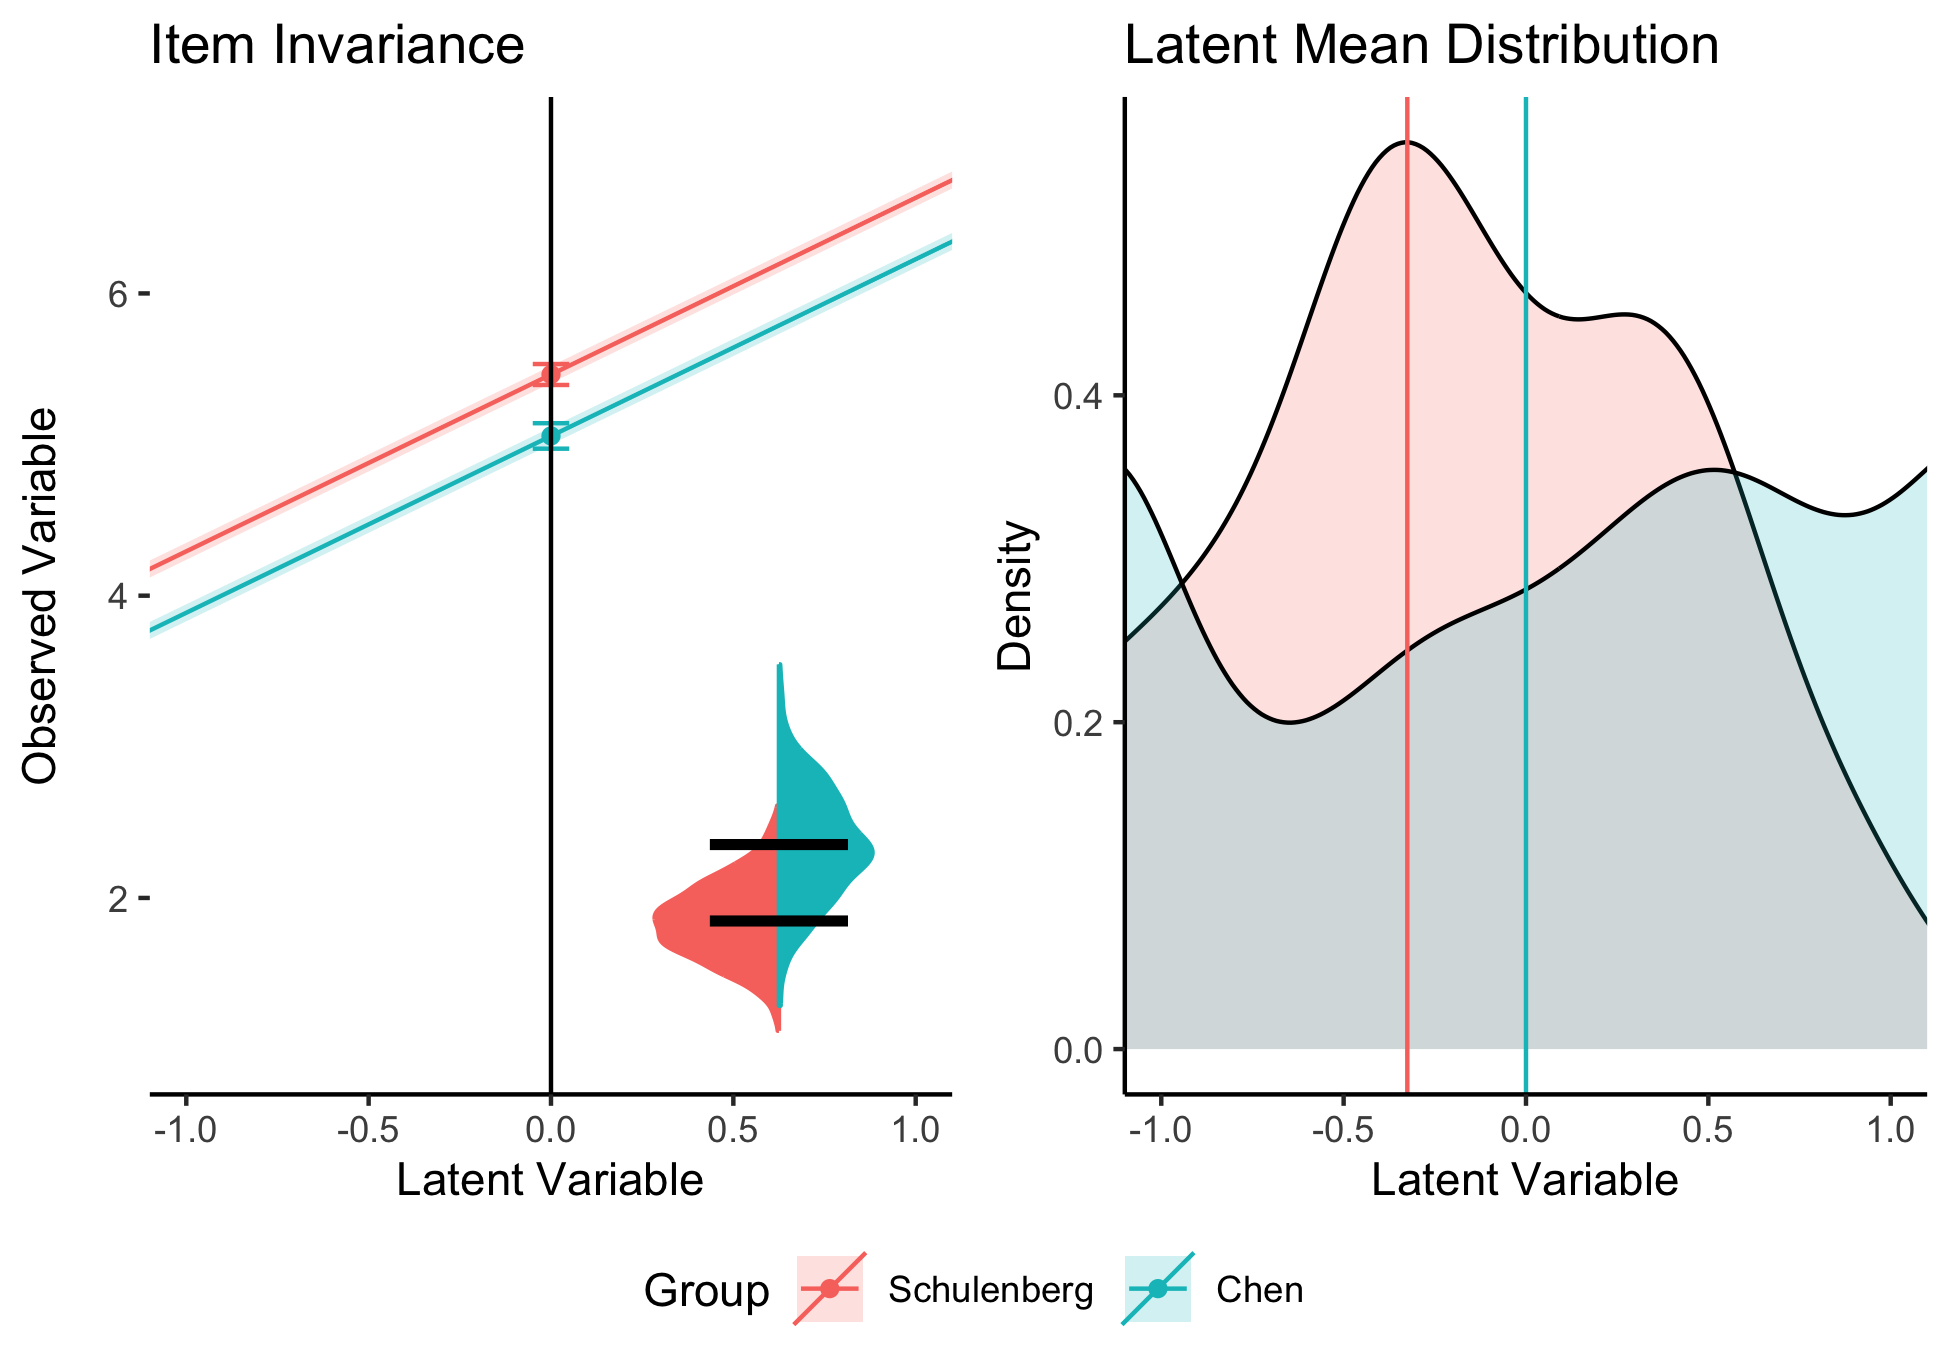 Item Invariance
Observed Variable
6
4
2
-1.0 -0.5 0.0 0.5 1.0
Latent Variable
Latent Mean Distribution
Density
0.4
0.2
0.0
-1.0 -0.5 0.0 0.5 1.0
Latent Variable
Group Schulenberg Chen